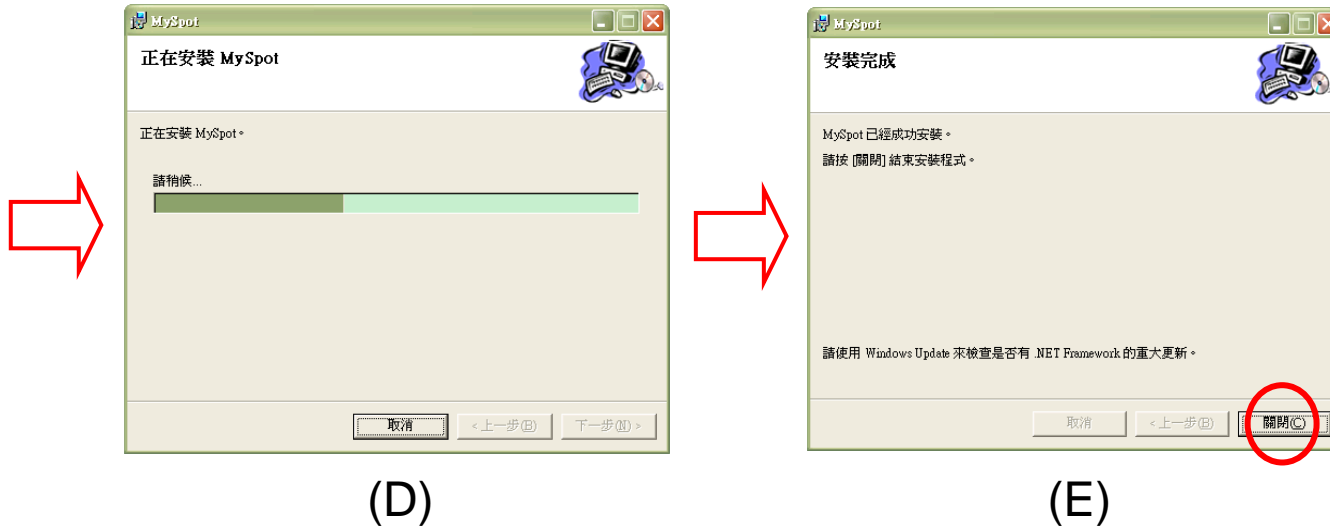 MySpot
正在安裝 MySpot
正在安裝 MySpot。
請稍候...
取消
<上一步(B)
下一步(N)>
(D)
MySpot
安裝完成
MySpot 已經成功安裝。
請按 [關閉] 結束安裝程式。
請使用 Windows Update 來檢查是否有 .NET Framework 的重大更新。
取消
<上一步(B)
關閉(C)
(E)